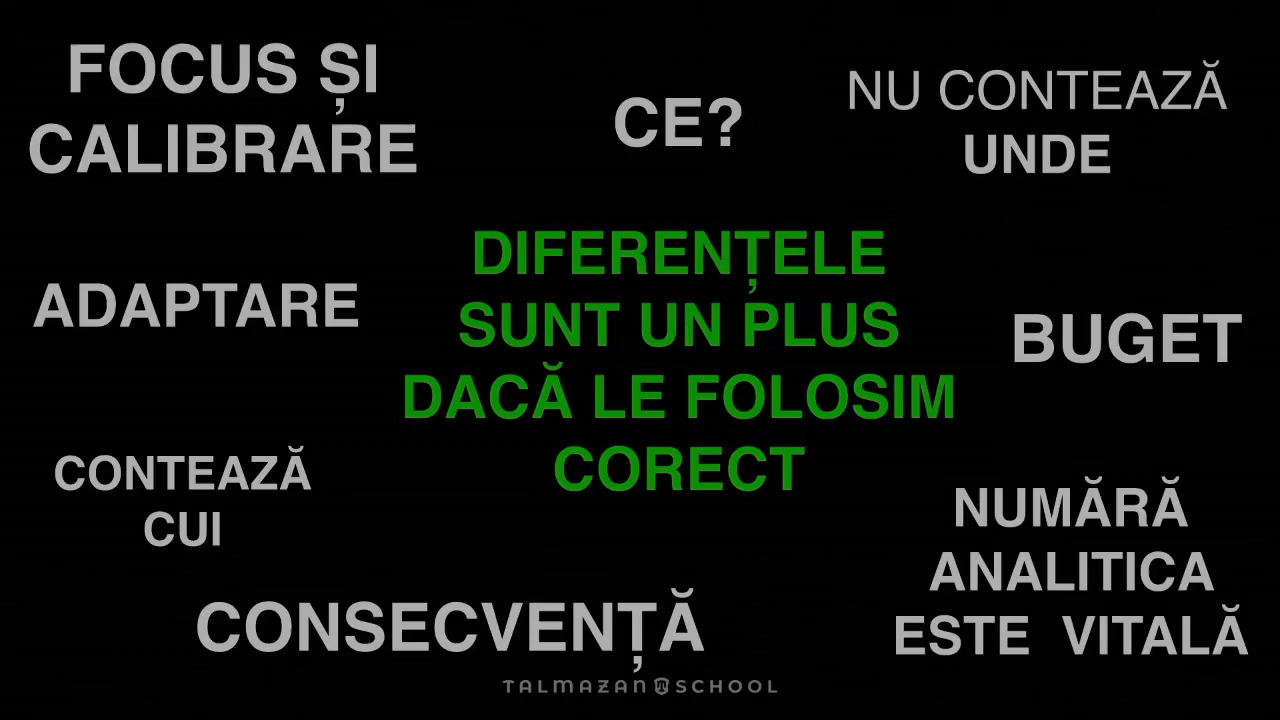 FOCUS ȘI
CALIBRARE
CE?
NU CONTEAZĂ
UNDE
DIFERENȚELE
SUNT UN PLUS
DACĂ LE FOLOSIM
CORECT
ADAPTARE
BUGET
CONTEAZĂ
CUI
NUMĂRĂ
ANALITICA
ESTE  VITALĂ
CONSECVENȚĂ
TALMAZAN SCHOOL